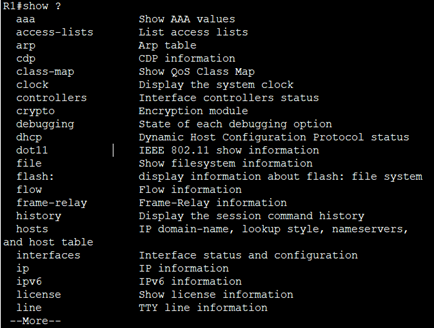 R1#show ?
aaa Show AAA values
access-lists List access lists
arp Arp table
cdp CDP information
class-map Show QoS Class Map
clock Display the system clock
controllers Interface controllers status
crypto Encryption module
debugging State of each debugging option
dhcp Dynamic Host Configuration Protocol status
dot11 IEEE 802.11 show information
file Show filesystem information
flash: display information about flash: file system
flow Flow information
frame-relay Frame-Relay information
history Display the session command history
hosts IP domain-name, lookup style, nameservers,
and host table
interfaces Interface status and configuration
ip IP information
ipv6 IPv6 information
license Show license information
line TTY line information
--More--